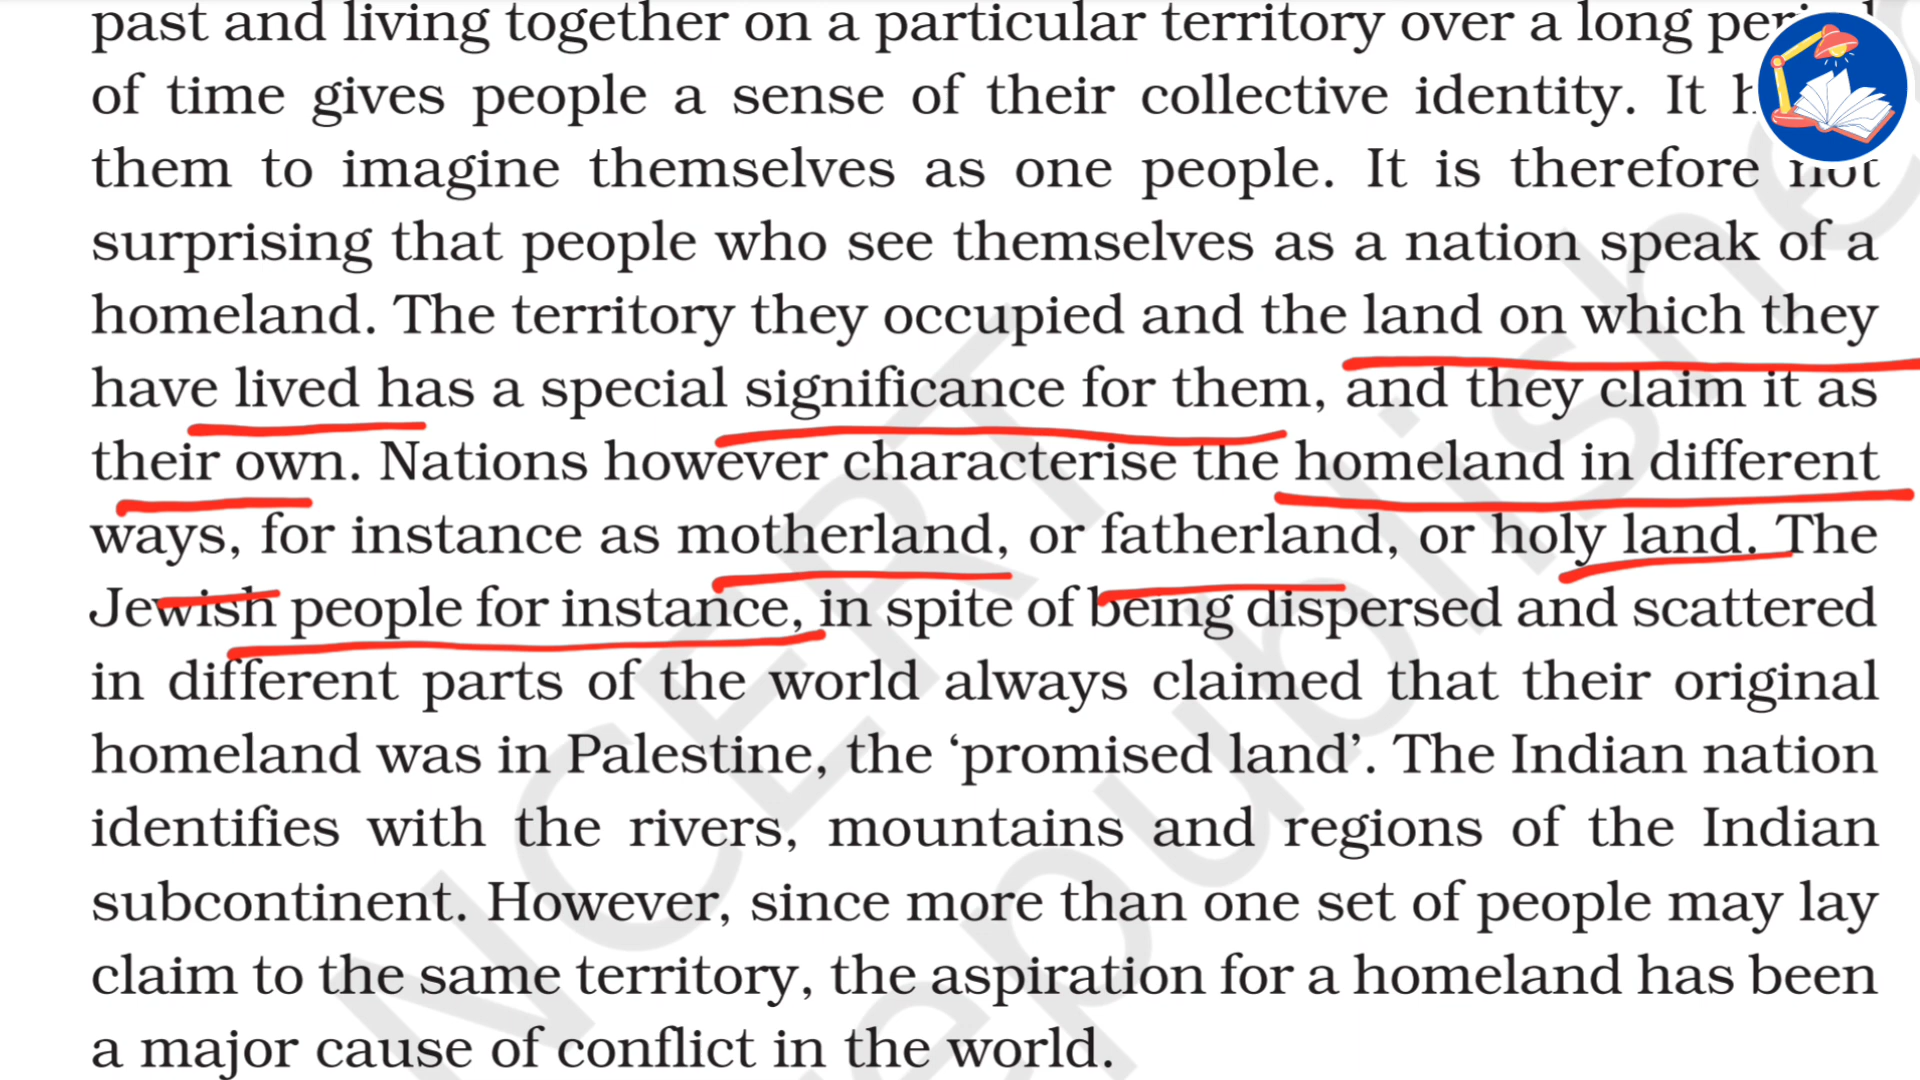 past and living together on a particular territory over a long period
of time gives people a sense of their collective identity. It
them to imagine themselves as one people. It is therefore not
surprising that people who see themselves as a nation speak of a
homeland. The territory they occupied and the land on which they
have lived has a special significance for them, and they claim it as
their own. Nations however characterise the homeland in different
ways, for instance as motherland, or fatherland, or holy land. The
Jewish people for instance, in spite of being dispersed and scattered
in different parts of the world always claimed that their original
homeland was in Palestine, the ‘promised land’. The Indian nation
identifies with the rivers, mountains and regions of the Indian
subcontinent. However, since more than one set of people may lay
claim to the same territory, the aspiration for a homeland has been
a major cause of conflict in the world.
NCERT
republishe